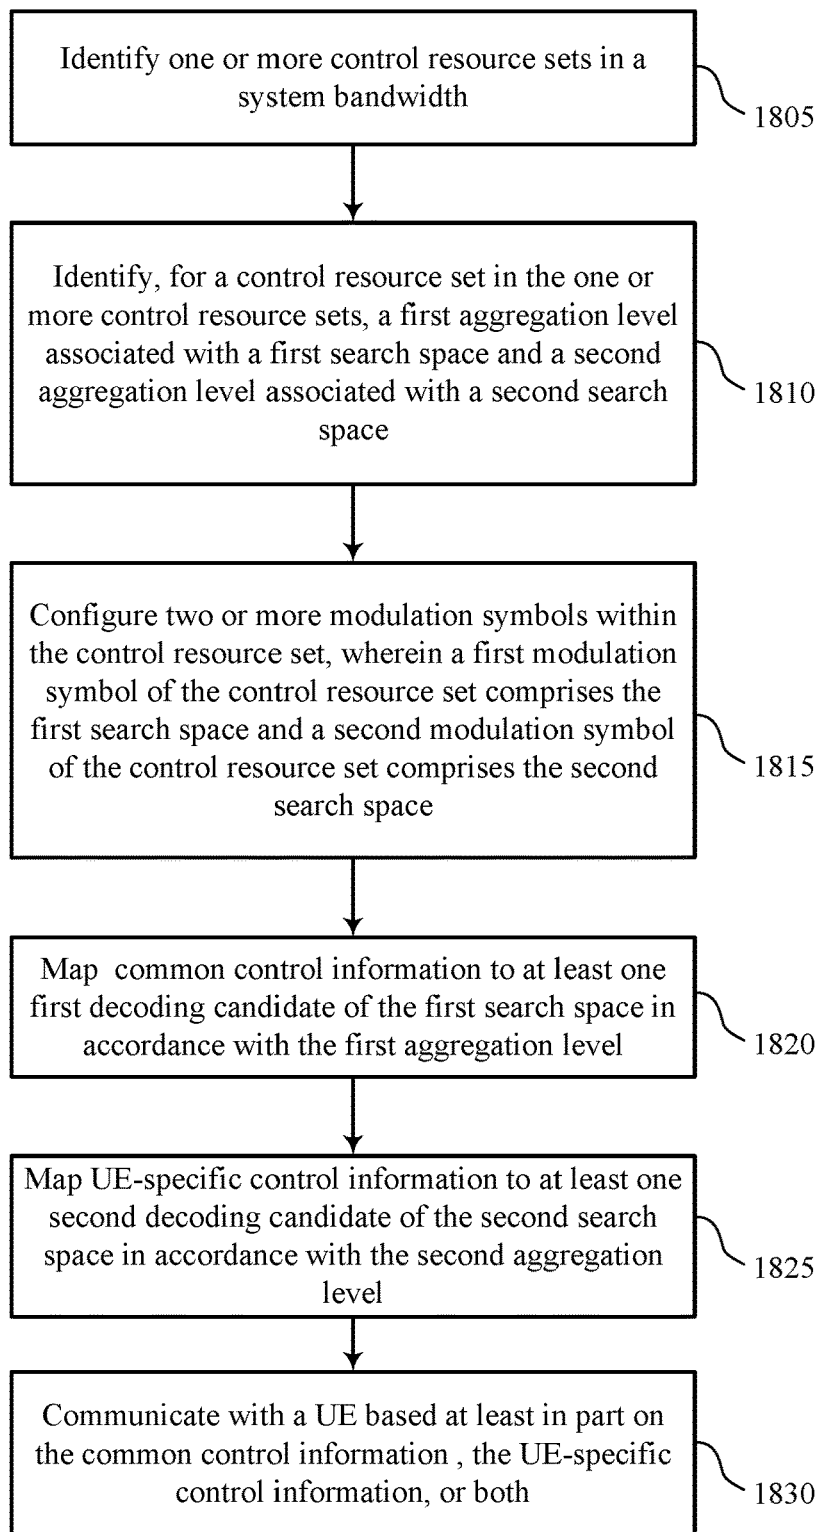 Identify one or more control resource sets in a
system bandwidth
1805
Identify, for a control resource set in the one or
more control resource sets, a first aggregation level
associated with a first search space and a second
aggregation level associated with a second search
space
1810
Configure two or more modulation symbols within
the control resource set, wherein a first modulation
symbol of the control resource set comprises the
first search space and a second modulation symbol
of the control resource set comprises the second
search space
1815
Map common control information to at least one
first decoding candidate of the first search space in
accordance with the first aggregation level
1820
Map UE-specific control information to at least one
second decoding candidate of the second search
space in accordance with the second aggregation
level
1825
Communicate with a UE based at least in part on
the common control information , the UE-specific
control information, or both
1830